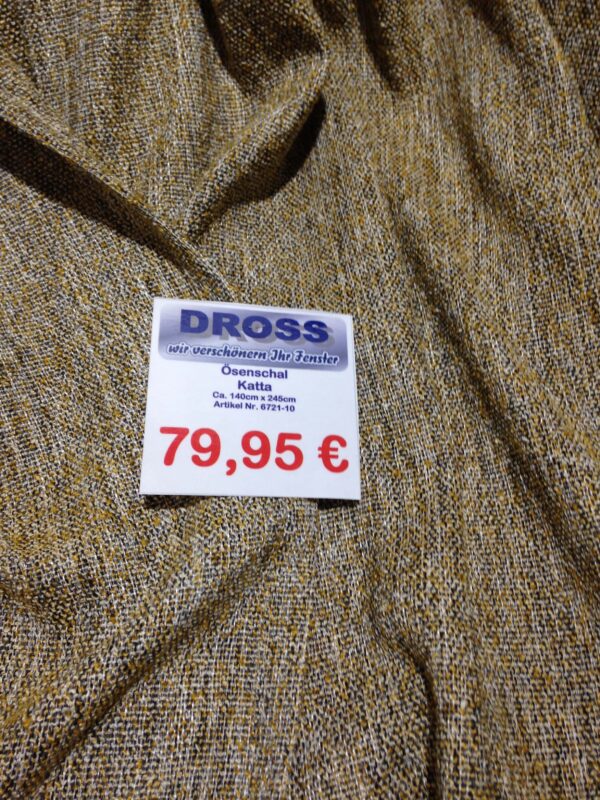 DROSS
wir verschönern Ihr Fenster
Ösenschal
Katta
Ca. 140cm x 245cm
Artikel Nr. 6721-10
79,95 €